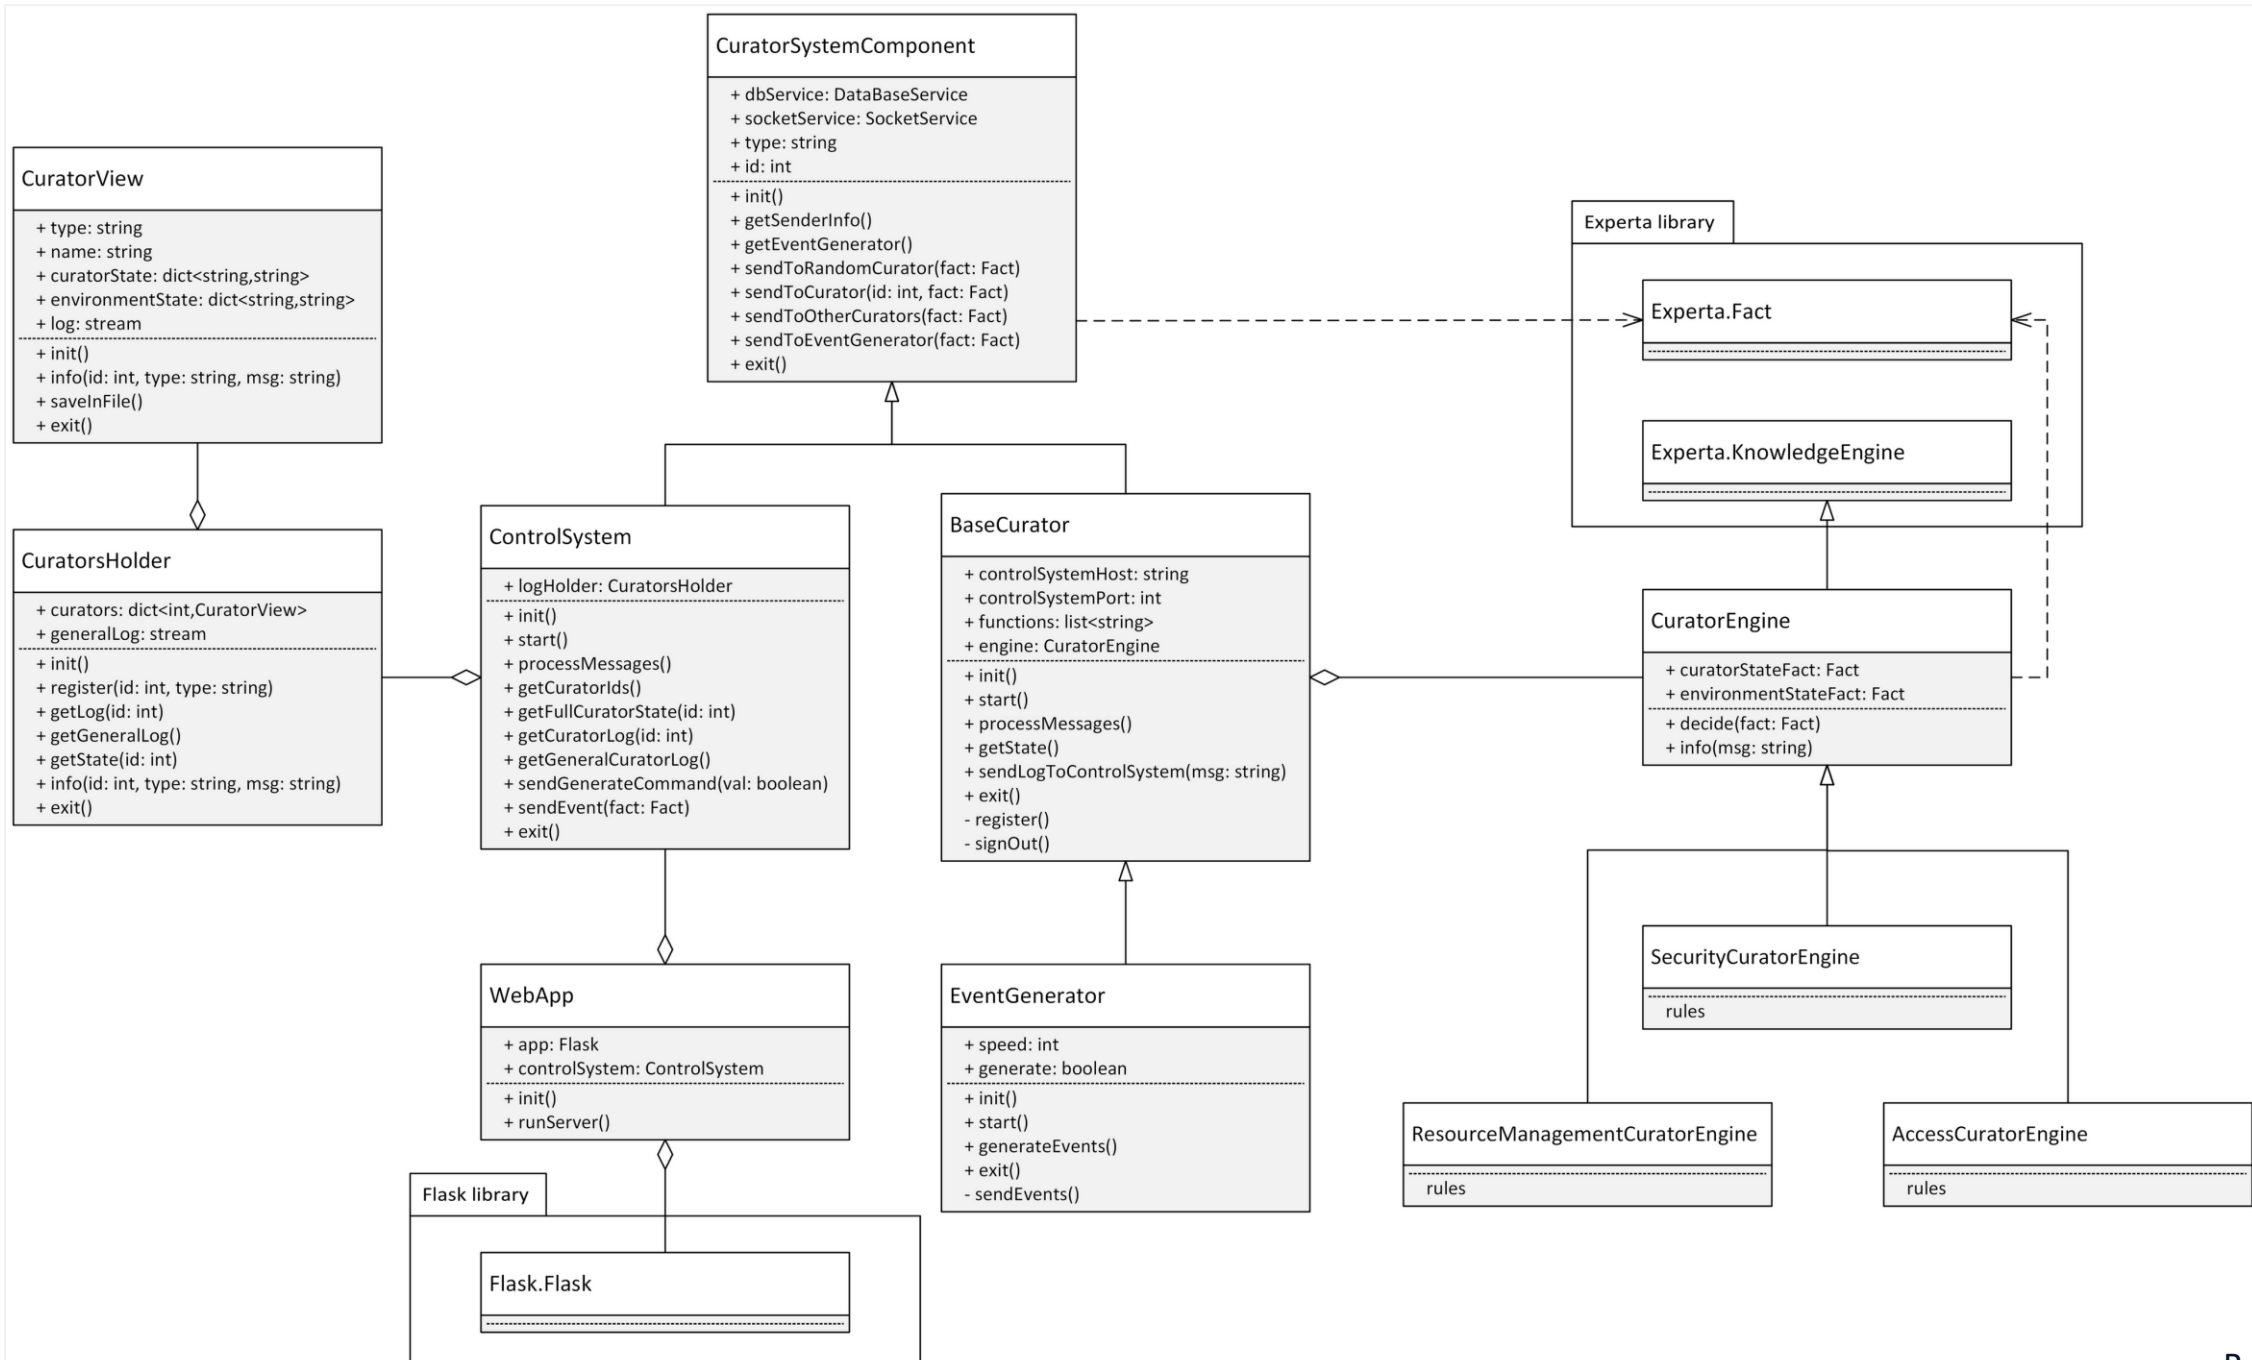 CuratorSystemComponent
+ dbService: DataBaseService
+ socketService: SocketService
+ type: string
+ id: int
+ init()
+ getSenderInfo()
+ getEventGenerator()
+ sendToRandomCurator(fact: Fact)
+ sendToCurator(id: int, fact: Fact)
+ sendToOtherCurators(fact: Fact)
+ sendToEventGenerator(fact: Fact)
+ exit()
CuratorView
+ type: string
+ name: string
+ curatorState: dict<string,string>
+ environmentState: dict<string,string>
+ log: stream
+ init()
+ info(id: int, type: string, msg: string)
+ saveInFile()
+ exit()
Experta library
Experta.Fact
Experta.KnowledgeEngine
CuratorsHolder
+ curators: dict<int,CuratorView>
+ generalLog: stream
+ init()
+ register(id: int, type: string)
+ getLog(id: int)
+ getGeneralLog()
+ getState(id: int)
+ info(id: int, type: string, msg: string)
+ exit()
ControlSystem
+ logHolder: CuratorsHolder
+ init()
+ start()
+ processMessages()
+ getCuratorIds()
+ getFullCuratorState(id: int)
+ getCuratorLog(id: int)
+ getGeneralCuratorLog()
+ sendGenerateCommand(val: boolean)
+ sendEvent(fact: Fact)
+ exit()
BaseCurator
+ controlSystemHost: string
+ controlSystemPort: int
+ functions: list<string>
+ engine: CuratorEngine
+ init()
+ start()
+ processMessages()
+ getState()
+ sendLogToControlSystem(msg: string)
+ exit()
- register()
- signOut()
CuratorEngine
+ curatorStateFact: Fact
+ environmentStateFact: Fact
+ decide(fact: Fact)
+ info(msg: string)
WebApp
+ app: Flask
+ controlSystem: ControlSystem
+ init()
+ runServer()
EventGenerator
+ speed: int
+ generate: boolean
+ init()
+ start()
+ generateEvents()
+ exit()
- sendEvents()
SecurityCuratorEngine
rules
ResourceManagementCuratorEngine
rules
AccessCuratorEngine
rules
Flask library
Flask.Flask